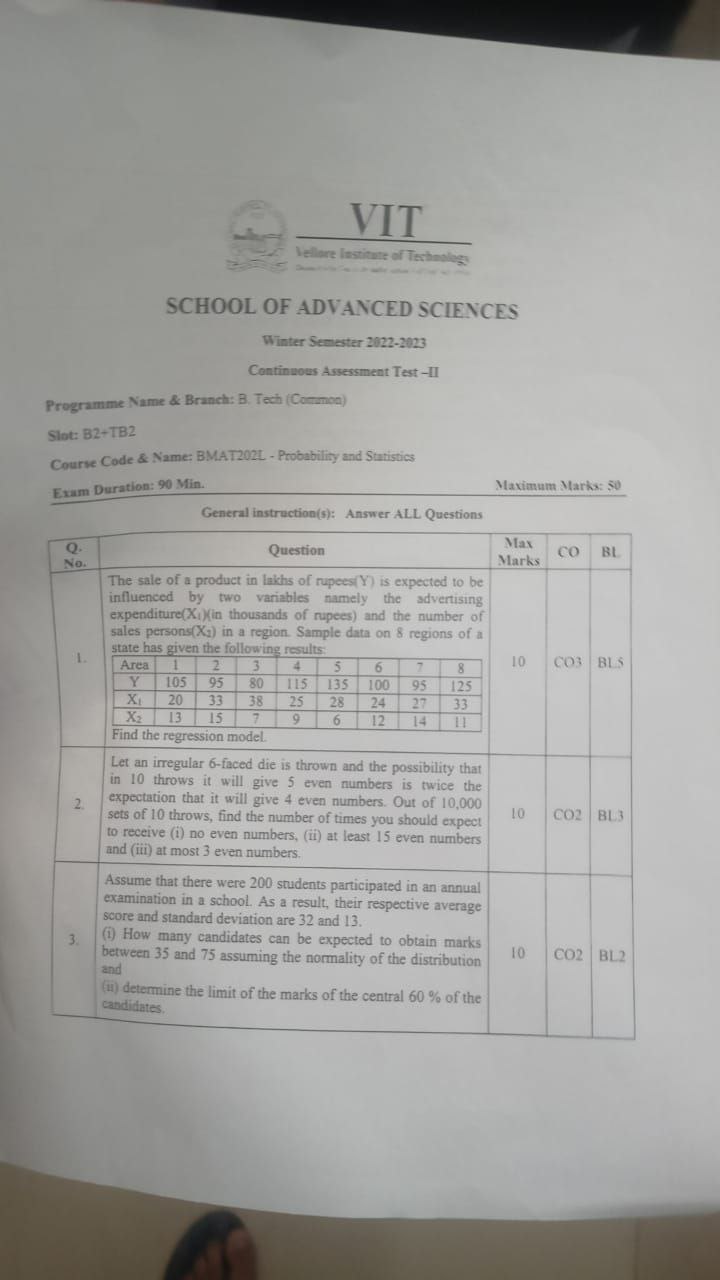 VIT
Vellore Institute of Technology
SCHOOL OF ADVANCED SCIENCES
Winter Semester 2022-2023
Continuous Assessment Test –II
Programme Name & Branch: B. Tech (Common)
Slot: B2+TB2
Course Code & Name: BMAT202L - Probability and Statistics
Exam Duration: 90 Min. Maximum Marks: 50
General instruction(s): Answer ALL Questions
Q. No. Question Max Marks CO BL
The sale of a product in lakhs of rupees(Y) is expected to be
influenced by two variables namely the advertising
expenditure(X₁)(in thousands of rupees) and the number of
sales persons(X₂) in a region. Sample data on 8 regions of a
state has given the following results:
1. 10 CO3 BL5
Area 1 2 3 4 5 6 7 8
Y 105 95 80 115 135 100 95 125
X₁ 20 33 38 25 28 24 27 33
X₂ 13 15 7 9 6 12 14 11
Find the regression model.
Let an irregular 6-faced die is thrown and the possibility that
in 10 throws it will give 5 even numbers is twice the
expectation that it will give 4 even numbers. Out of 10,000
2. sets of 10 throws, find the number of times you should expect 10 CO2 BL3
to receive (i) no even numbers, (ii) at least 15 even numbers
and (iii) at most 3 even numbers.
Assume that there were 200 students participated in an annual
examination in a school. As a result, their respective average
score and standard deviation are 32 and 13.
3. (i) How many candidates can be expected to obtain marks 10 CO2 BL2
between 35 and 75 assuming the normality of the distribution
and
(ii) determine the limit of the marks of the central 60 % of the
candidates.